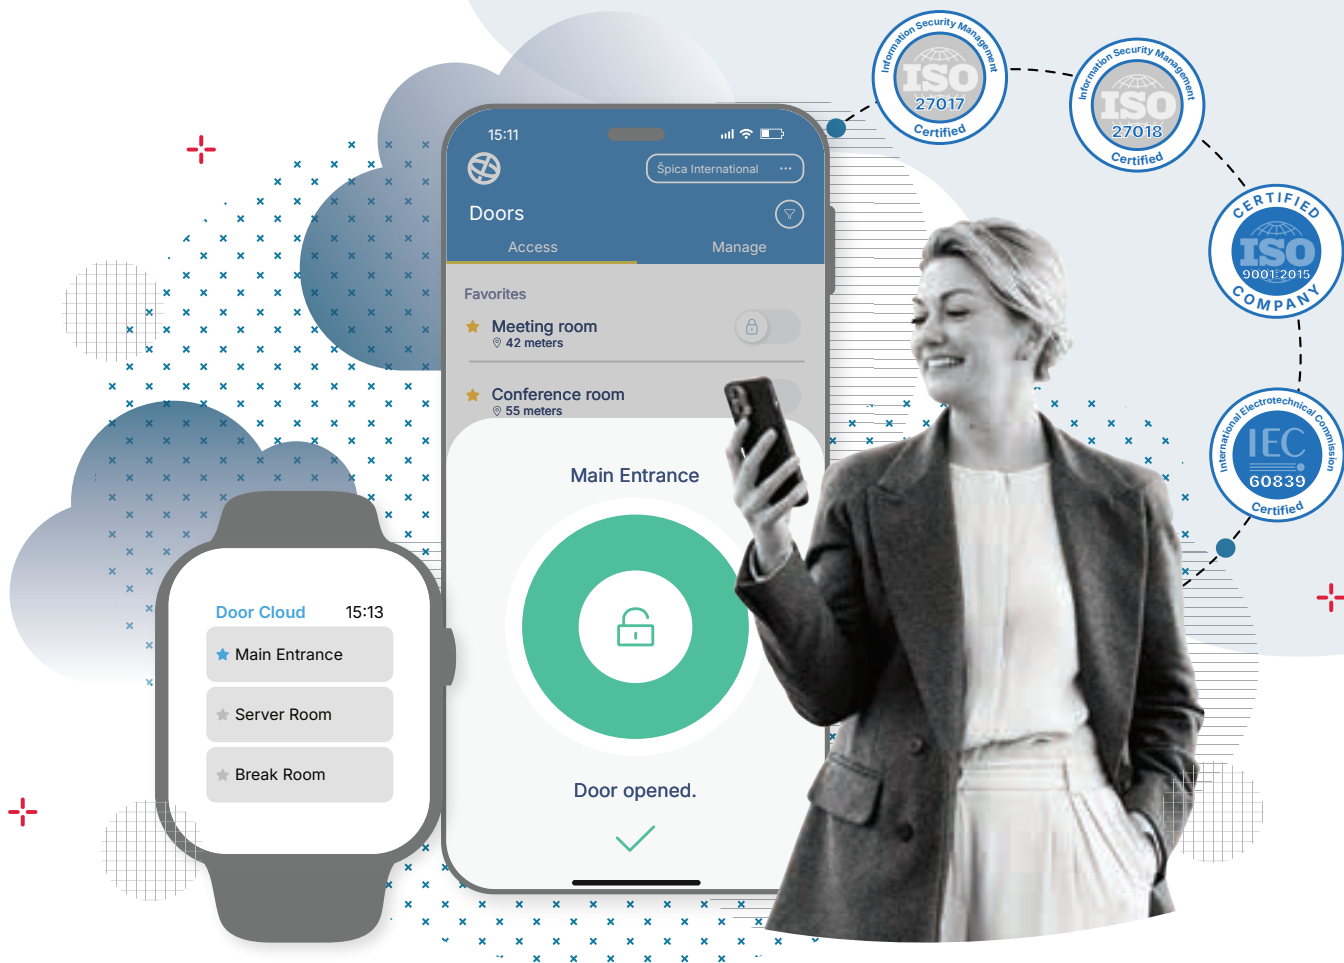 15:11
Špica International ...
Doors
Access
Manage
Favorites
Meeting room
42 meters
Conference room
55 meters
Main Entrance
Door opened.
Door Cloud 15:13
Main Entrance
Server Room
Break Room
Information Security Management
ISO
27017
Certified
Information Security Management
ISO
27018
Certified
CERTIFIED
ISO
9001:2015
COMPANY
International Electrotechnical Commission
IEC
60839
Certified